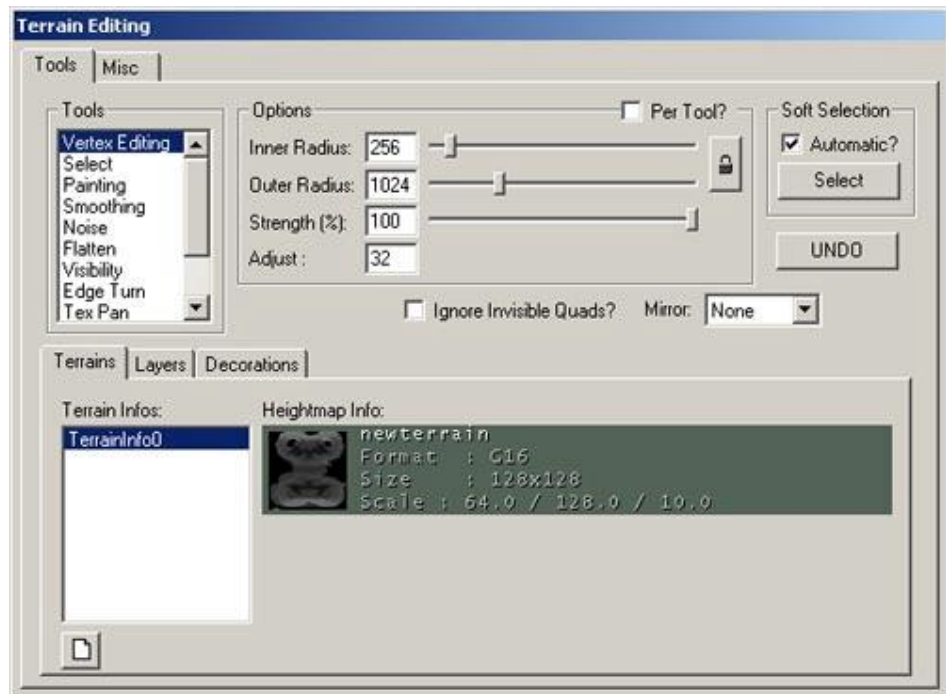 Terrain Editing
Tools Misc
Tools
Vertex Editing
Select
Painting
Smoothing
Noise
Flatten
Visibility
Edge Turn
Tex Pan
Options
Per Tool?
Inner Radius: 256
Outer Radius: 1024
Strength (%): 100
Adjust : 32
Soft Selection
Automatic?
Select
UNDO
Ignore Invisible Quads? Mirror: None
Terrains Layers Decorations
Terrain Infos:
TerrainInfo0
Heightmap Info:
newterrain
Format : G16
Size : 128x128
Scale : 64.0 / 128.0 / 10.0